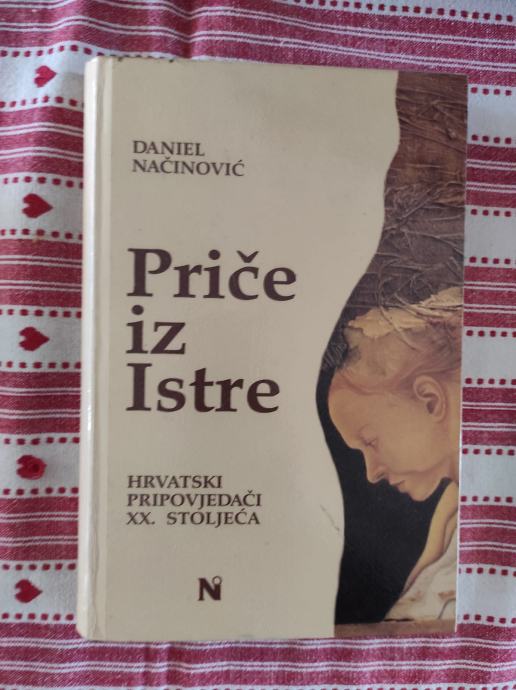 DANIEL
NAČINOVIĆ
Priče
iz
Istre
HRVATSKI
PRIPOVJEDAČI
XX. STOLJEĆA
N